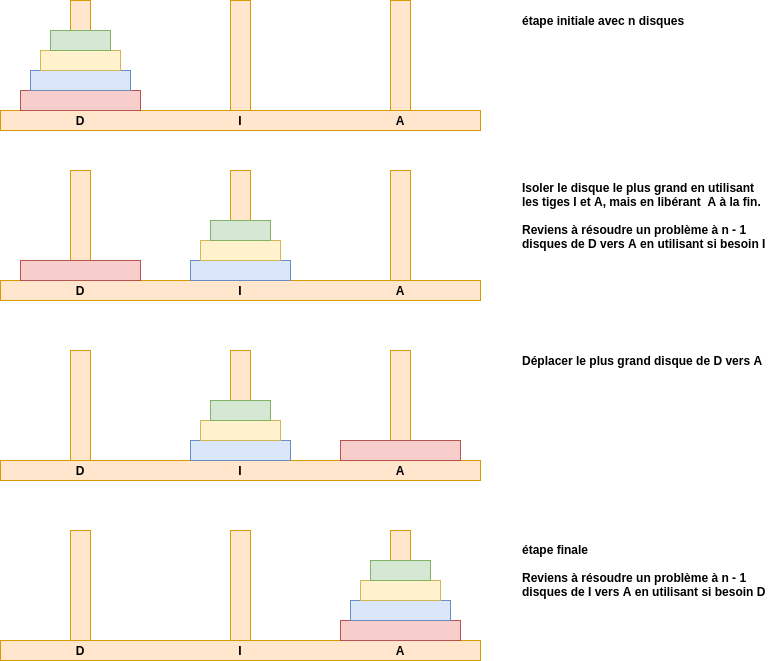 étape initiale avec n disques
D I A
Isoler le disque le plus grand en utilisant
les tiges I et A, mais en libérant A à la fin.
Reviens à résoudre un problème à n - 1
disques de D vers A en utilisant si besoin I
D I A
Déplacer le plus grand disque de D vers A
D I A
étape finale
Reviens à résoudre un problème à n - 1
disques de I vers A en utilisant si besoin D
D I A